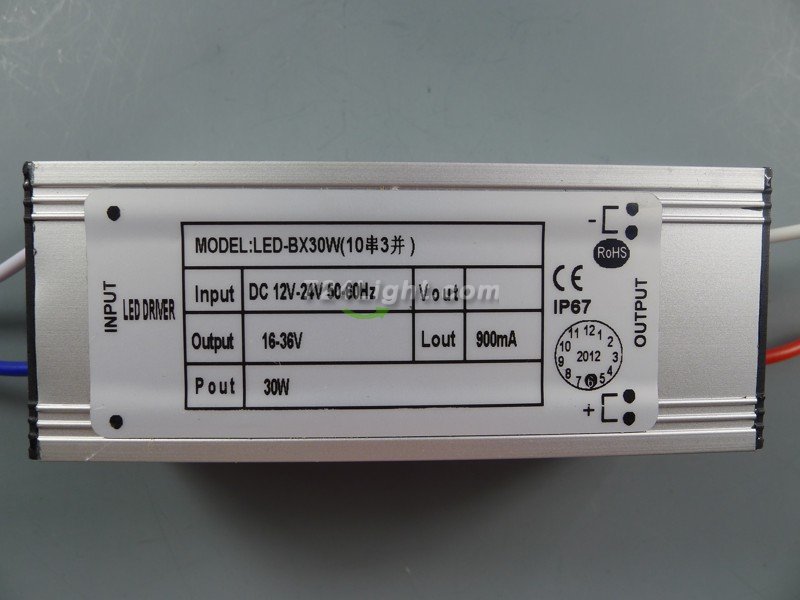 MODEL:LED-BX30W(10串3并)
Input DC 12V-24V 50-60Hz Vout
Output 16-36V Lout 900mA
Pout 30W
INPUT
LED DRIVER
-
RoHS
CE
IP67
OUTPUT
11 12 1
10 2
9 2012 3
8 4
7 6 5
+